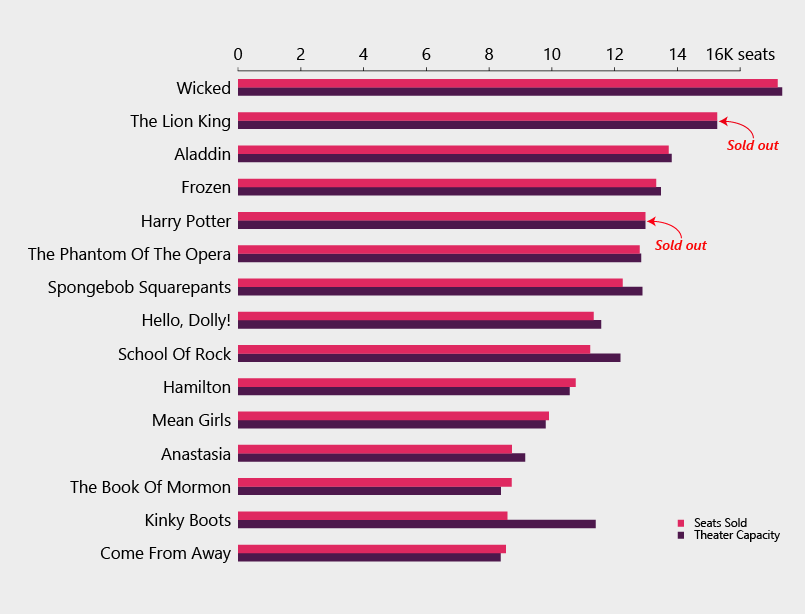 0 2 4 6 8 10 12 14 16K seats
Wicked
The Lion King
Sold out
Aladdin
Frozen
Harry Potter
Sold out
The Phantom Of The Opera
Spongebob Squarepants
Hello, Dolly!
School Of Rock
Hamilton
Mean Girls
Anastasia
The Book Of Mormon
Kinky Boots
Seats Sold
Theater Capacity
Come From Away